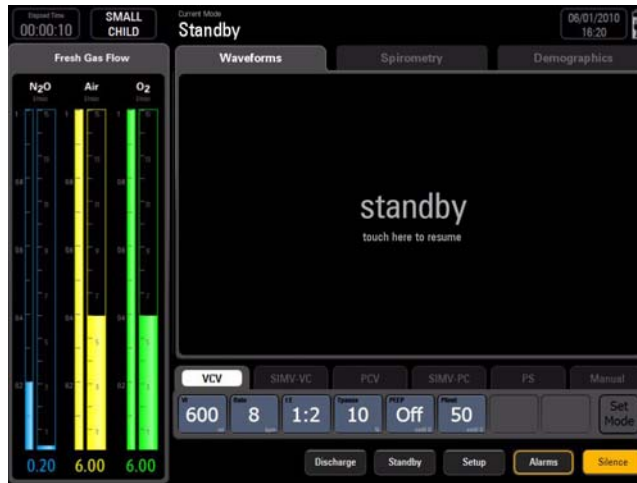 Elapsed Time
00:00:10
SMALL
CHILD
Current Mode
Standby
06/01/2010
16:20
Fresh Gas Flow
Waveforms
Spirometry
Demographics
N2O
Air
O2
standby
touch here to resume
VCV
SIMV-VC
PCV
SIMV-PC
PS
Manual
Vt
Rate
I:E
Tpause
PEEP
Plimit
600
8
1:2
10
Off
50
Set
Mode
0.20
6.00
6.00
Discharge
Standby
Setup
Alarms
Silence